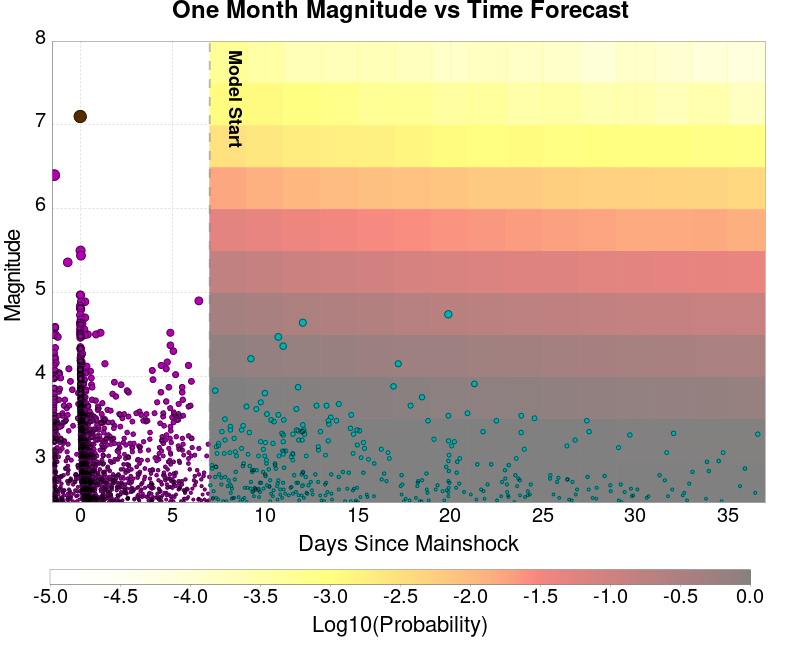 One Month Magnitude vs Time Forecast
8
7
6
5
4
3
Magnitude
Model Start
0 5 10 15 20 25 30 35
Days Since Mainshock
-5.0 -4.5 -4.0 -3.5 -3.0 -2.5 -2.0 -1.5 -1.0 -0.5 0.0
Log10(Probability)